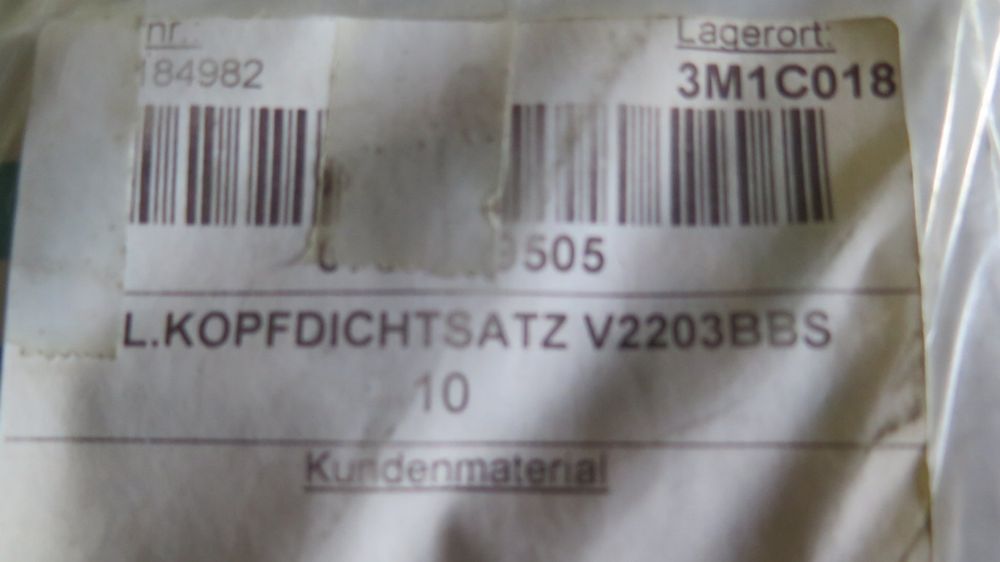 nr.: Lagerort:
184982 3M1C018
9505
L.KOPFDICHTSATZ V2203BBS
10
Kundenmaterial